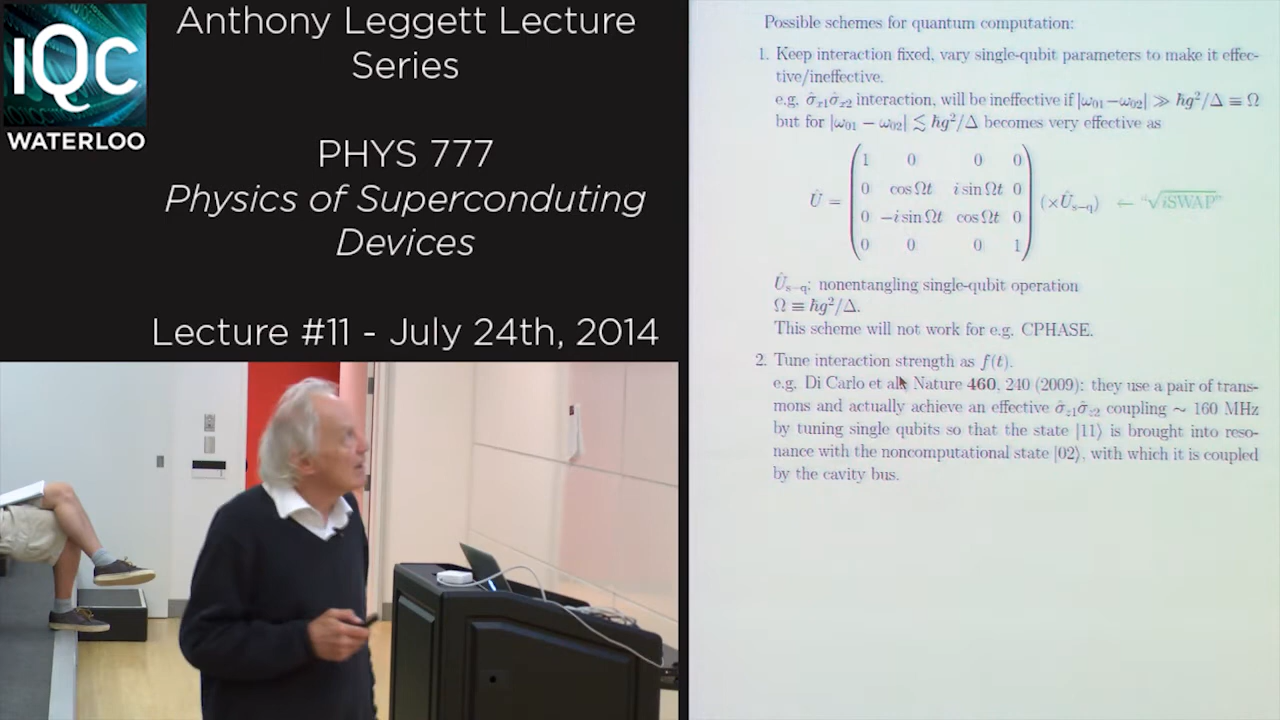 iQC
WATERLOO
Anthony Leggett Lecture
Series
PHYS 777
Physics of Superconduting
Devices
Lecture #11 - July 24th, 2014
Possible schemes for quantum computation:
1. Keep interaction fixed, vary single-qubit parameters to make it effec-
tive/ineffective.
e.g. σ̂x1σ̂x2 interaction, will be ineffective if |ω01−ω02| ≫ ℏg²/Δ ≡ Ω
but for |ω01 − ω02| ≲ ℏg²/Δ becomes very effective as
1 0 0 0
0 cos Ωt i sin Ωt 0
Û = (×Ûs−q) ← "√iSWAP"
0 −i sin Ωt cos Ωt 0
0 0 0 1
Ûs−q: nonentangling single-qubit operation
Ω ≡ ℏg²/Δ.
This scheme will not work for e.g. CPHASE.
2. Tune interaction strength as f(t).
e.g. Di Carlo et al. Nature 460, 240 (2009): they use a pair of trans-
mons and actually achieve an effective σ̂z1σ̂z2 coupling ∼ 160 MHz
by tuning single qubits so that the state |11⟩ is brought into reso-
nance with the noncomputational state |02⟩, with which it is coupled
by the cavity bus.